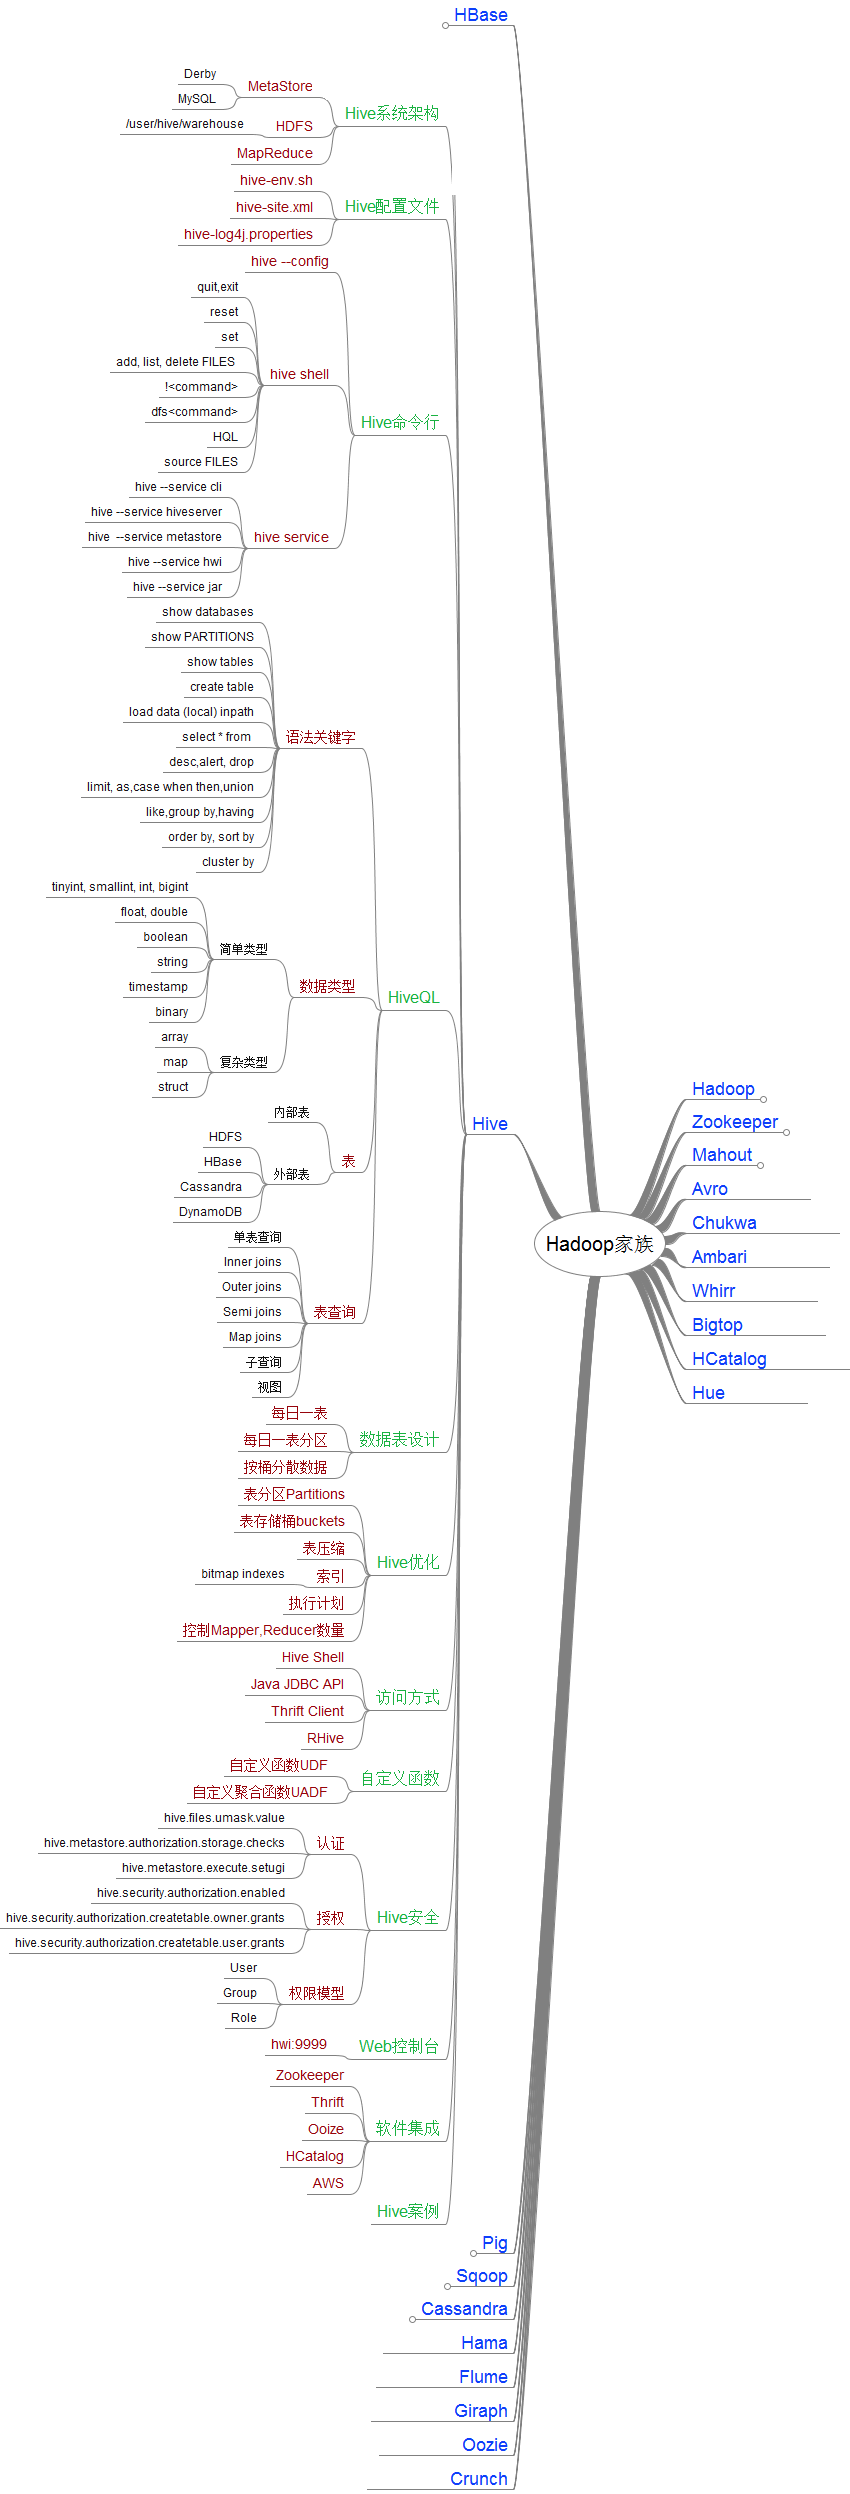 HBase
Derby
MetaStore
MySQL
Hive系统架构
/user/hive/warehouse
HDFS
MapReduce
hive-env.sh
hive-site.xml
Hive配置文件
hive-log4j.properties
hive --config
quit,exit
reset
set
add, list, delete FILES
hive shell
!<command>
dfs<command>
Hive命令行
HQL
source FILES
hive --service cli
hive --service hiveserver
hive  --service metastore
hive service
hive --service hwi
hive --service jar
show databases
show PARTITIONS
show tables
create table
load data (local) inpath
select * from
语法关键字
desc,alert, drop
limit, as,case when then,union
like,group by,having
order by, sort by
cluster by
tinyint, smallint, int, bigint
float, double
boolean
简单类型
string
timestamp
数据类型
HiveQL
binary
array
map
复杂类型
struct
内部表
Hive
HDFS
HBase
表
外部表
Cassandra
DynamoDB
单表查询
Inner joins
Outer joins
Semi joins
表查询
Map joins
子查询
视图
每日一表
每日一表分区
数据表设计
按桶分散数据
表分区Partitions
表存储桶buckets
表压缩
Hive优化
bitmap indexes
索引
执行计划
控制Mapper,Reducer数量
Hive Shell
Java JDBC API
访问方式
Thrift Client
RHive
自定义函数UDF
自定义函数
自定义聚合函数UADF
hive.files.umask.value
hive.metastore.authorization.storage.checks
认证
hive.metastore.execute.setugi
hive.security.authorization.enabled
hive.security.authorization.createtable.owner.grants
授权
Hive安全
hive.security.authorization.createtable.user.grants
User
Group
权限模型
Role
hwi:9999
Web控制台
Zookeeper
Thrift
Ooize
软件集成
HCatalog
AWS
Hive案例
Pig
Sqoop
Cassandra
Hama
Flume
Giraph
Oozie
Crunch
Hadoop家族
Hadoop
Zookeeper
Mahout
Avro
Chukwa
Ambari
Whirr
Bigtop
HCatalog
Hue